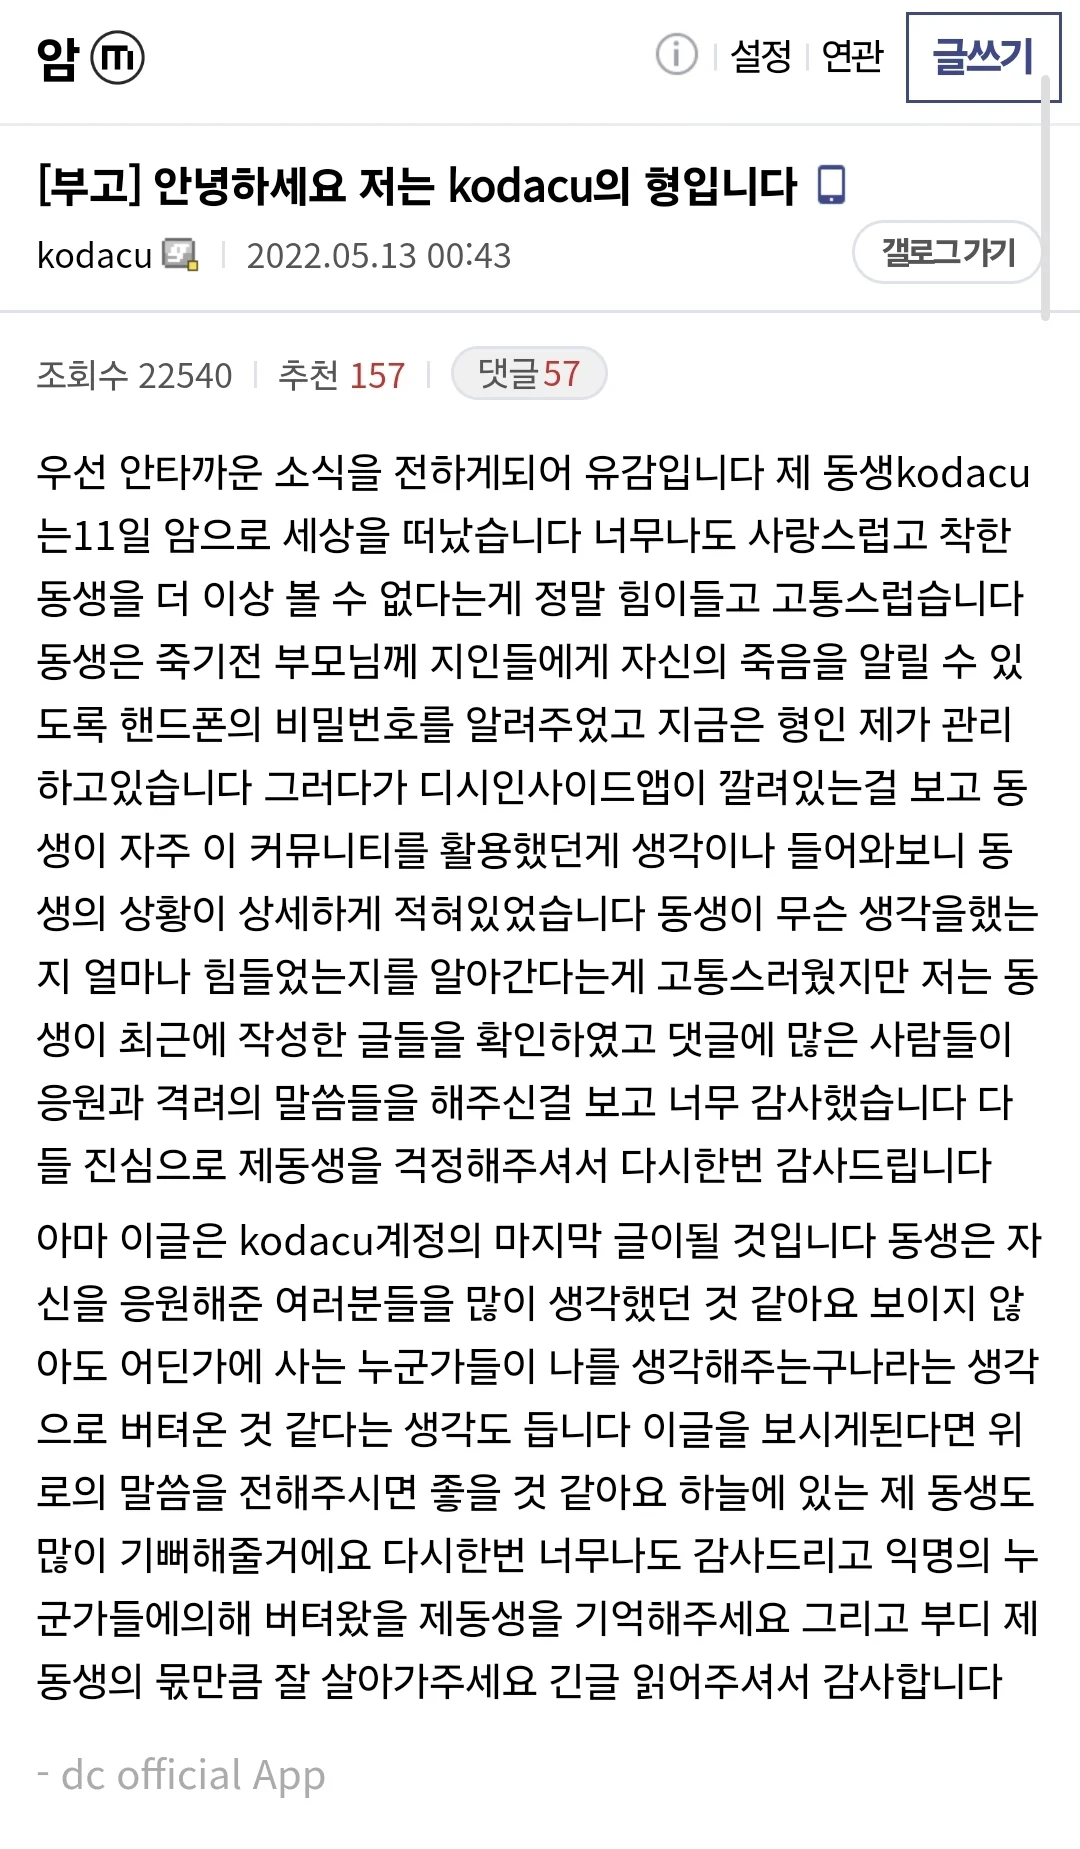 암 ⓜ
설정 연관 글쓰기
[부고] 안녕하세요 저는 kodacu의 형입니다
kodacu 2022.05.13 00:43 갤로그 가기
조회수 22540 추천 157 댓글 57
우선 안타까운 소식을 전하게되어 유감입니다 제 동생kodacu
는11일 암으로 세상을 떠났습니다 너무나도 사랑스럽고 착한
동생을 더 이상 볼 수 없다는게 정말 힘이들고 고통스럽습니다
동생은 죽기전 부모님께 지인들에게 자신의 죽음을 알릴 수 있
도록 핸드폰의 비밀번호를 알려주었고 지금은 형인 제가 관리
하고있습니다 그러다가 디시인사이드앱이 깔려있는걸 보고 동
생이 자주 이 커뮤니티를 활용했던게 생각이나 들어와보니 동
생의 상황이 상세하게 적혀있었습니다 동생이 무슨 생각을했는
지 얼마나 힘들었는지를 알아간다는게 고통스러웠지만 저는 동
생이 최근에 작성한 글들을 확인하였고 댓글에 많은 사람들이
응원과 격려의 말씀들을 해주신걸 보고 너무 감사했습니다 다
들 진심으로 제동생을 걱정해주셔서 다시한번 감사드립니다
아마 이글은 kodacu계정의 마지막 글이될 것입니다 동생은 자
신을 응원해준 여러분들을 많이 생각했던 것 같아요 보이지 않
아도 어딘가에 사는 누군가들이 나를 생각해주는구나라는 생각
으로 버텨온 것 같다는 생각도 듭니다 이글을 보시게된다면 위
로의 말씀을 전해주시면 좋을 것 같아요 하늘에 있는 제 동생도
많이 기뻐해줄거에요 다시한번 너무나도 감사드리고 익명의 누
군가들에의해 버텨왔을 제동생을 기억해주세요 그리고 부디 제
동생의 몫만큼 잘 살아가주세요 긴글 읽어주셔서 감사합니다
- dc official App